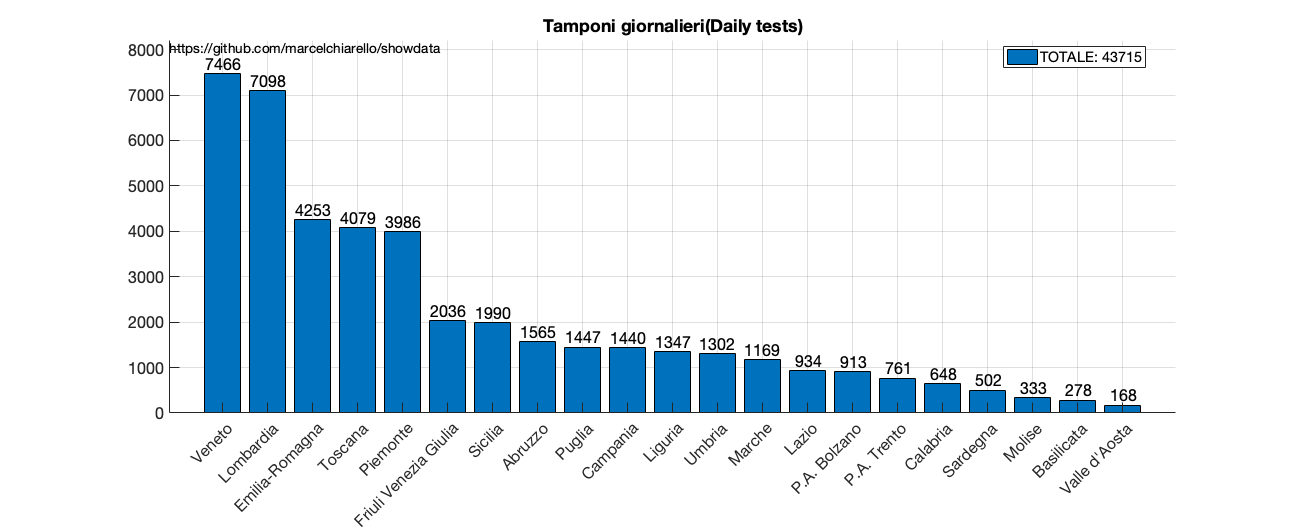 Tamponi giornalieri(Daily tests)
https://github.com/marcelchiarello/showdata
TOTALE: 43715
8000
7000
6000
5000
4000
3000
2000
1000
0
7466
7098
4253
4079
3986
2036
1990
1565
1447
1440
1347
1302
1169
934
913
761
648
502
333
278
168
Veneto
Lombardia
Emilia-Romagna
Toscana
Piemonte
Friuli Venezia Giulia
Sicilia
Abruzzo
Puglia
Campania
Liguria
Umbria
Marche
Lazio
P.A. Bolzano
P.A. Trento
Calabria
Sardegna
Molise
Basilicata
Valle d'Aosta